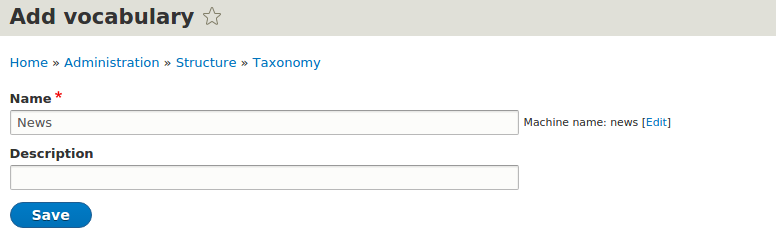 Add vocabulary
Home » Administration » Structure » Taxonomy
Name *
News Machine name: news [Edit]
Description
Save